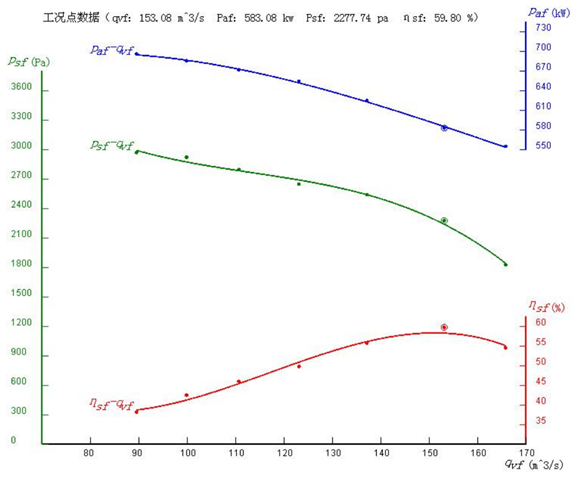 工况点数据(qvf: 153.08 m^3/s Paf: 583.08 kw Psf: 2277.74 pa ηsf: 59.80 %)
paf(kW)
730
700
670
640
610
580
550
psf(Pa)
3600
3300
3000
2700
2400
2100
1800
1500
1200
900
600
300
0
paf-qvf
psf-qvf
ηsf-qvf
ηsf(%)
60
55
50
45
40
35
80 90 100 110 120 130 140 150 160 170
qvf(m^3/s)